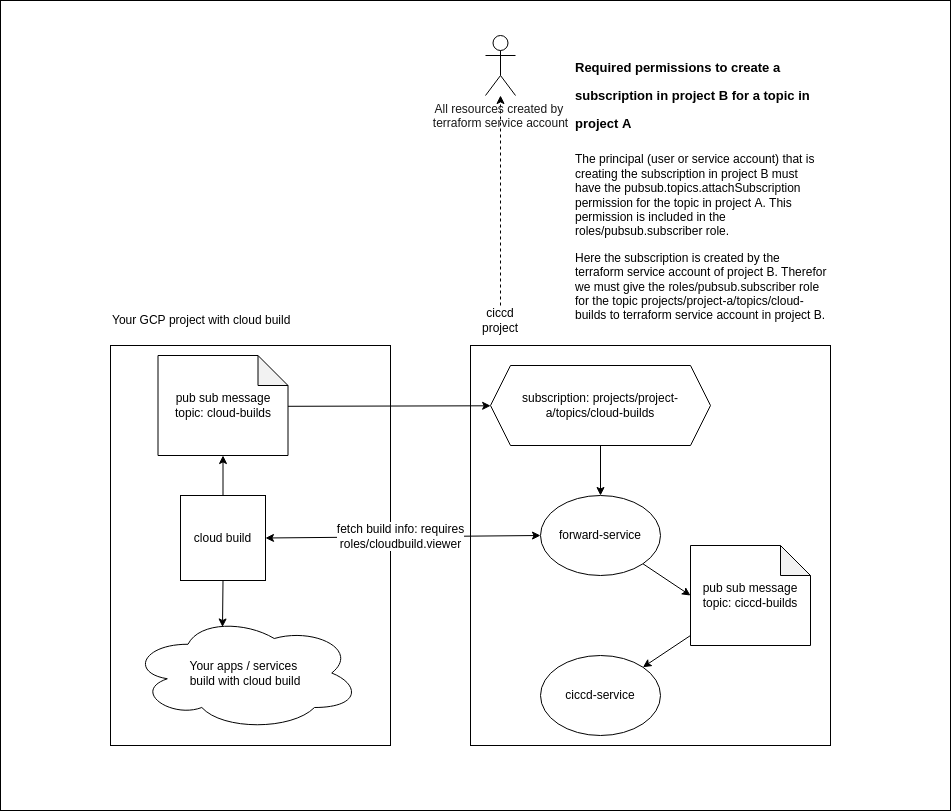 All resources created by
terraform service account
Required permissions to create a
subscription in project B for a topic in
project A
The principal (user or service account) that is
creating the subscription in project B must
have the pubsub.topics.attachSubscription
permission for the topic in project A. This
permission is included in the
roles/pubsub.subscriber role.
Here the subscription is created by the
terraform service account of project B. Therefor
we must give the roles/pubsub.subscriber role
for the topic projects/project-a/topics/cloud-
builds to terraform service account in project B.
Your GCP project with cloud build
ciccd
project
pub sub message
topic: cloud-builds
subscription: projects/project-
a/topics/cloud-builds
cloud build
fetch build info: requires
roles/cloudbuild.viewer
forward-service
pub sub message
topic: ciccd-builds
Your apps / services
build with cloud build
ciccd-service